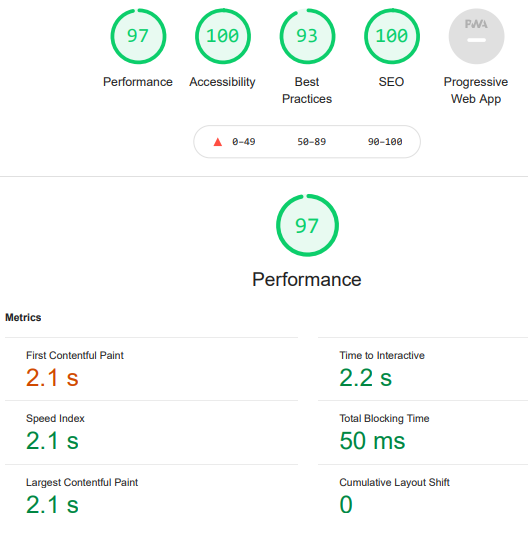 97 100 93 100 PWA
Performance Accessibility Best Practices SEO Progressive Web App
0–49 50–89 90–100
97
Performance
Metrics
First Contentful Paint
2.1 s
Time to Interactive
2.2 s
Speed Index
2.1 s
Total Blocking Time
50 ms
Largest Contentful Paint
2.1 s
Cumulative Layout Shift
0